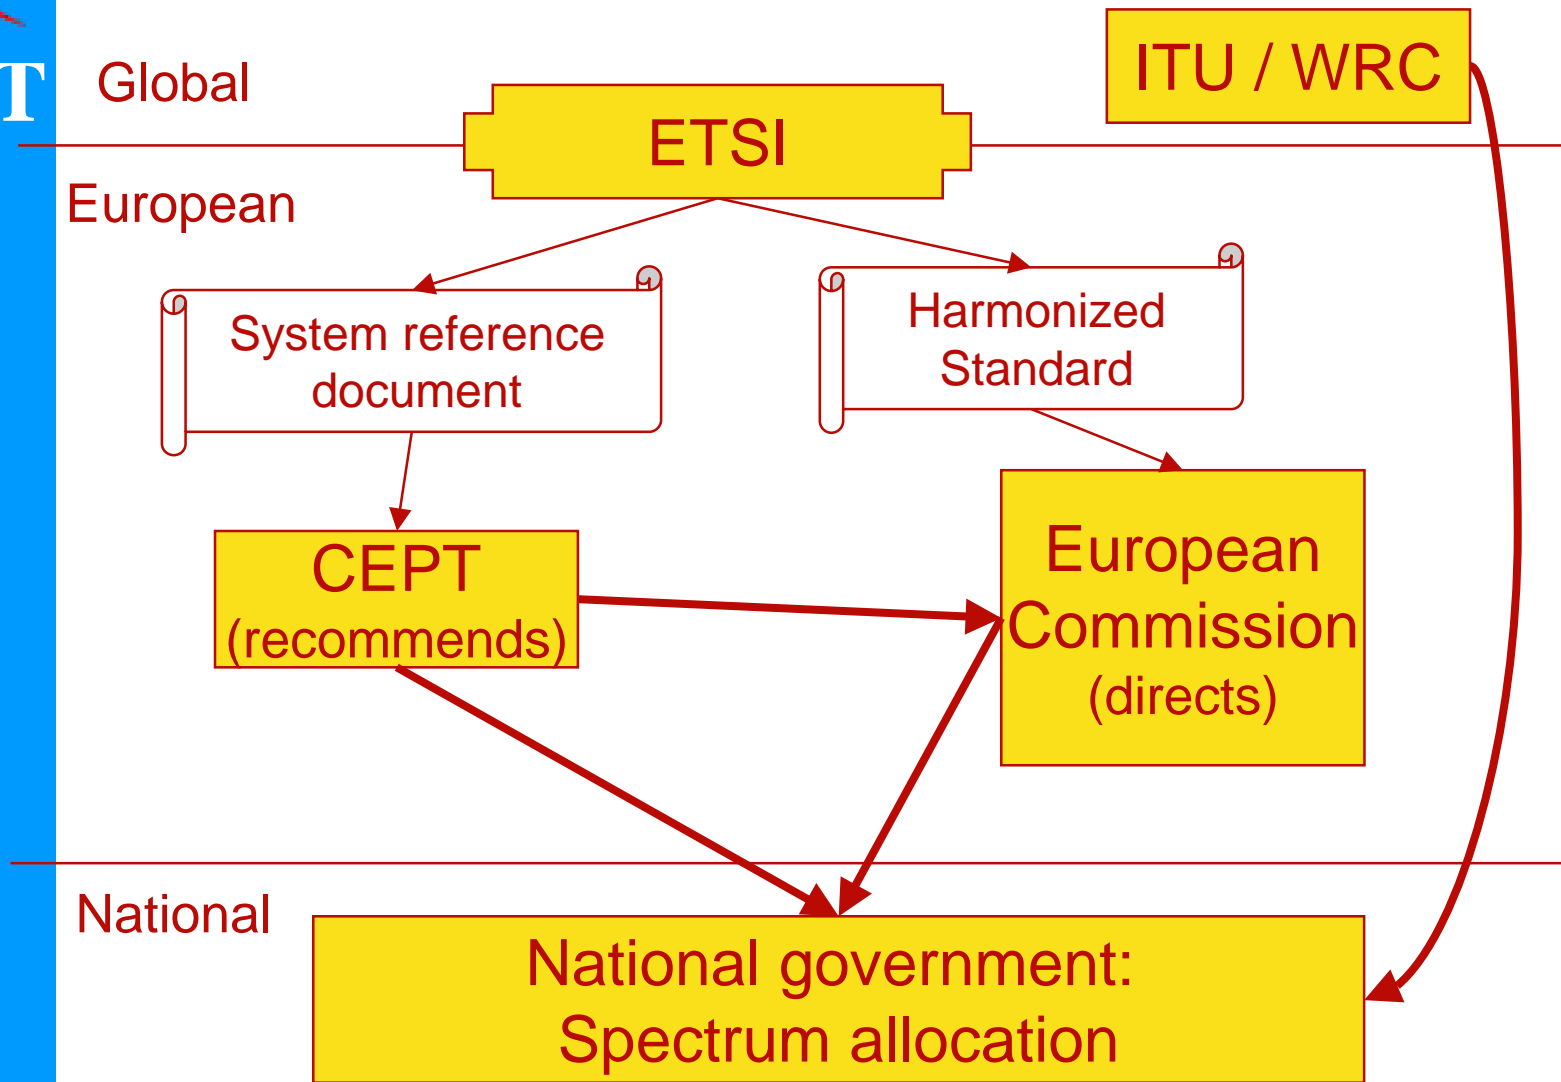 T
Global
ITU / WRC
ETSI
European
System reference
document
Harmonized
Standard
CEPT
(recommends)
European
Commission
(directs)
National
National government:
Spectrum allocation